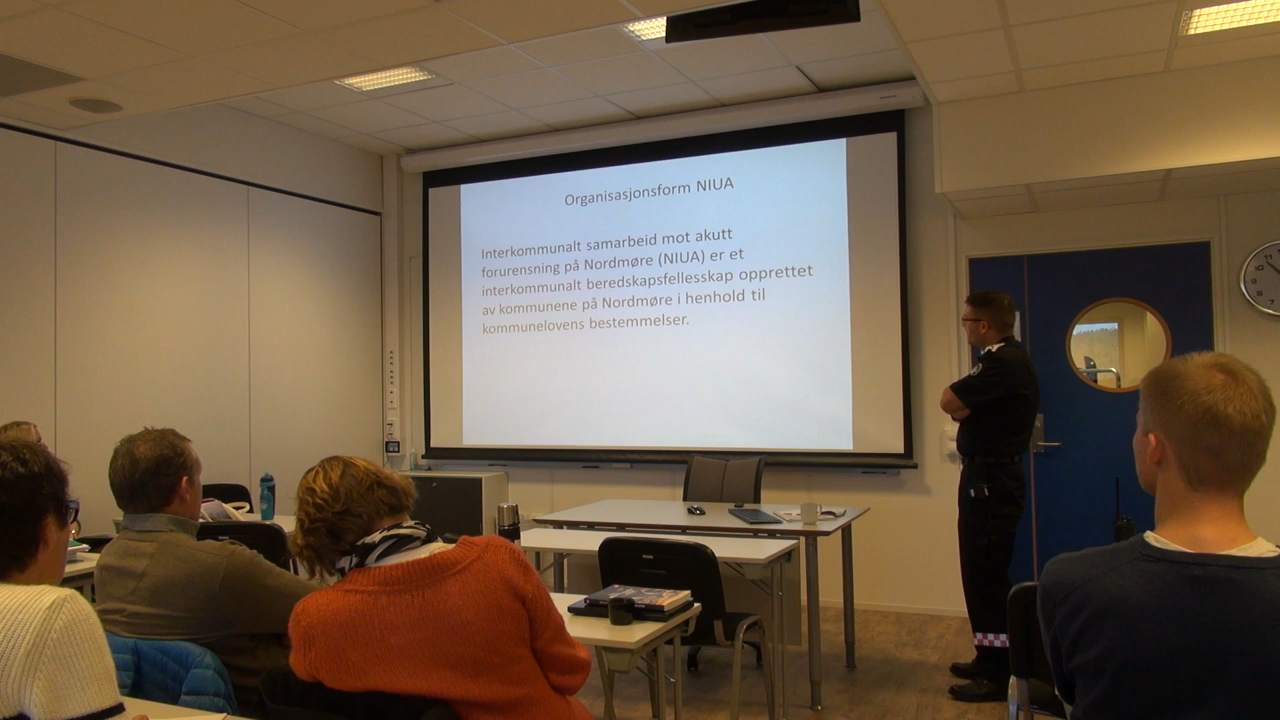 Organisasjonsform NIUA
Interkommunalt samarbeid mot akutt
forurensning på Nordmøre (NIUA) er et
interkommunalt beredskapsfellesskap opprettet
av kommunene på Nordmøre i henhold til
kommunelovens bestemmelser.